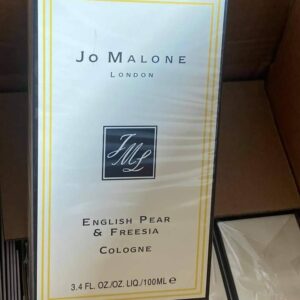 JO MALONE
LONDON
JML
ENGLISH PEAR
& FREESIA
COLOGNE
3.4 FL. OZ./OZ. LIQ./100ML ℮